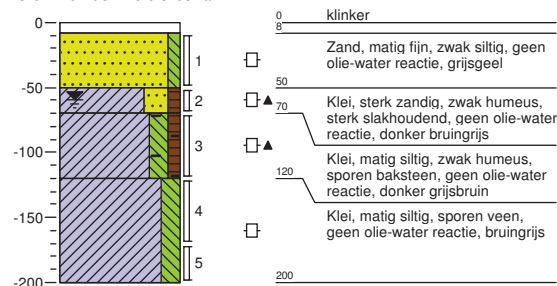 0
-50
-100
-150
-200
1
2
3
4
5
0
klinker
8
Zand, matig fijn, zwak siltig, geen
olie-water reactie, grijsgeel
50
Klei, sterk zandig, zwak humeus,
sterk slakhoudend, geen olie-water
reactie, donker bruingrijs
70
Klei, matig siltig, zwak humeus,
sporen baksteen, geen olie-water
reactie, donker grijsbruin
120
Klei, matig siltig, sporen veen,
geen olie-water reactie, bruingrijs
200